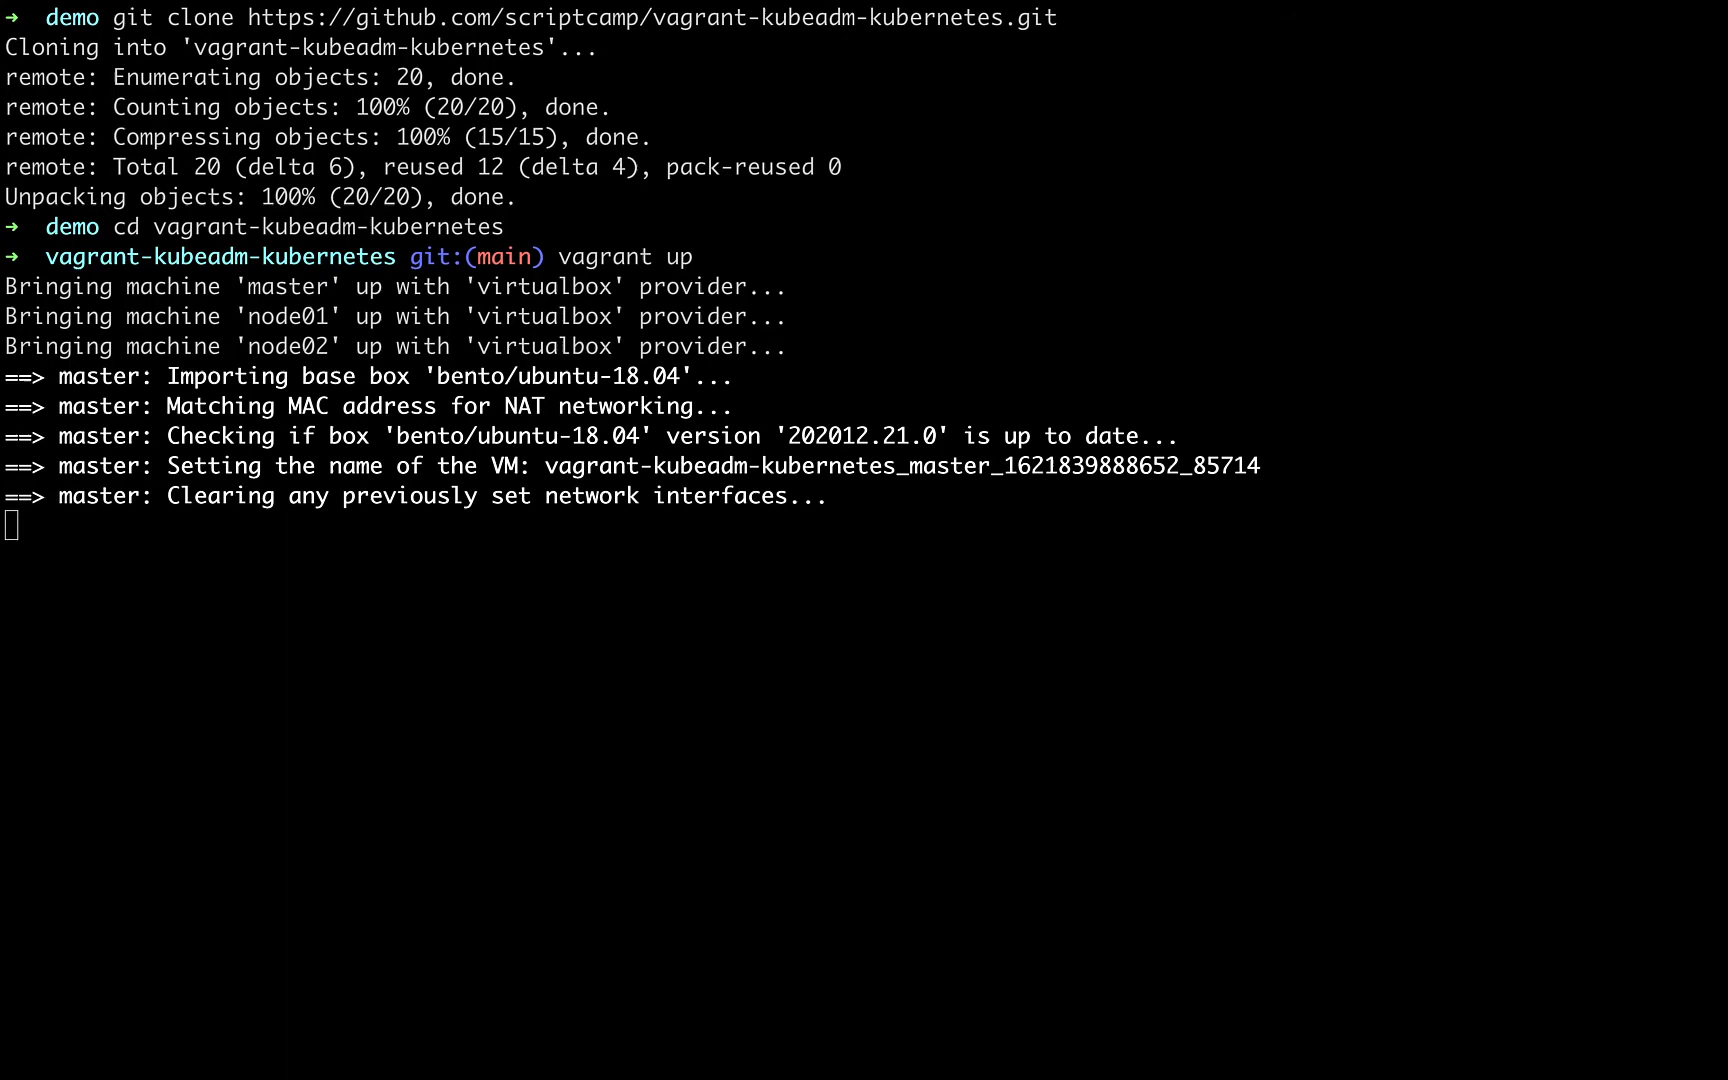 ➜  demo git clone https://github.com/scriptcamp/vagrant-kubeadm-kubernetes.git
Cloning into 'vagrant-kubeadm-kubernetes'...
remote: Enumerating objects: 20, done.
remote: Counting objects: 100% (20/20), done.
remote: Compressing objects: 100% (15/15), done.
remote: Total 20 (delta 6), reused 12 (delta 4), pack-reused 0
Unpacking objects: 100% (20/20), done.
➜  demo cd vagrant-kubeadm-kubernetes
➜  vagrant-kubeadm-kubernetes git:(main) vagrant up
Bringing machine 'master' up with 'virtualbox' provider...
Bringing machine 'node01' up with 'virtualbox' provider...
Bringing machine 'node02' up with 'virtualbox' provider...
==> master: Importing base box 'bento/ubuntu-18.04'...
==> master: Matching MAC address for NAT networking...
==> master: Checking if box 'bento/ubuntu-18.04' version '202012.21.0' is up to date...
==> master: Setting the name of the VM: vagrant-kubeadm-kubernetes_master_1621839888652_85714
==> master: Clearing any previously set network interfaces...